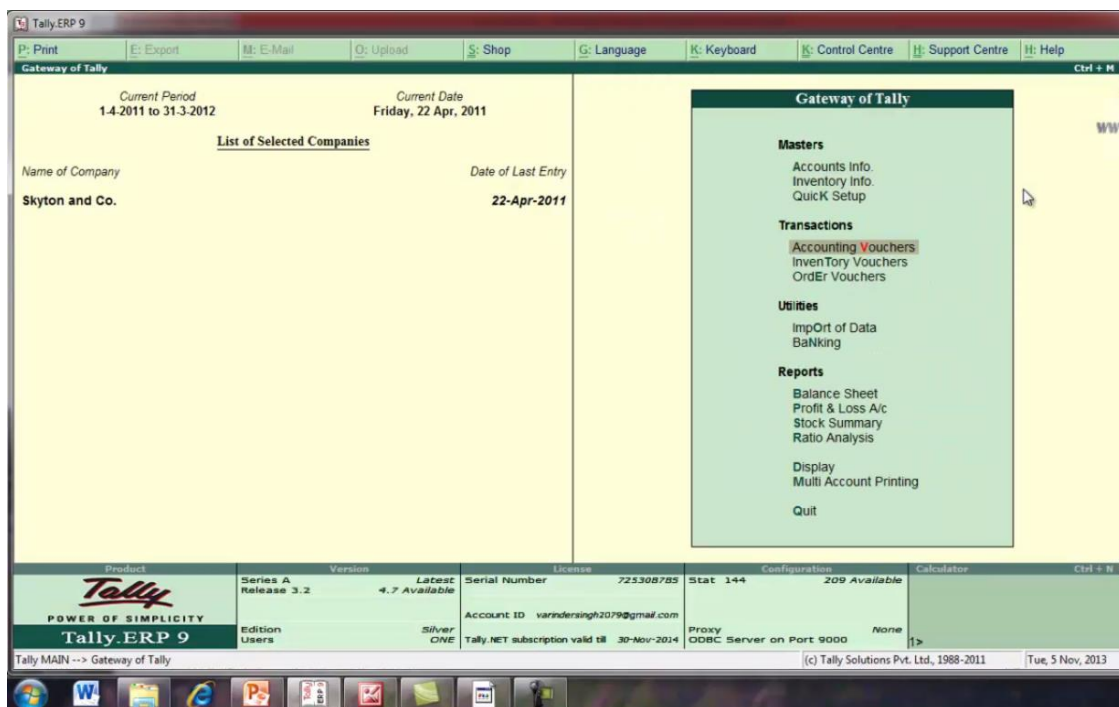 Tally.ERP 9
P: Print E: Export M: E-Mail O: Upload S: Shop G: Language K: Keyboard K: Control Centre H: Support Centre H: Help
Gateway of Tally Ctrl + M
Current Period Current Date
1-4-2011 to 31-3-2012 Friday, 22 Apr, 2011
List of Selected Companies
Name of Company Date of Last Entry
Skyton and Co. 22-Apr-2011
Gateway of Tally
ww
Masters
Accounts Info.
Inventory Info.
QuicK Setup
Transactions
Accounting Vouchers
InvenTory Vouchers
OrdEr Vouchers
Utilities
ImpOrt of Data
BaNking
Reports
Balance Sheet
Profit & Loss A/c
Stock Summary
Ratio Analysis
Display
Multi Account Printing
Quit
Product Version License Configuration Calculator Ctrl + N
Tally
POWER OF SIMPLICITY
Tally.ERP 9
Series A Latest
Release 3.2 4.7 Available
Edition Silver
Users ONE
Serial Number 725308785
Account ID varindersingh2079@gmail.com
Tally.NET subscription valid till 30-Nov-2014
Stat 144 209 Available
Proxy None
ODBC Server on Port 9000
1>
Tally MAIN --> Gateway of Tally (c) Tally Solutions Pvt. Ltd., 1988-2011 Tue, 5 Nov, 2013